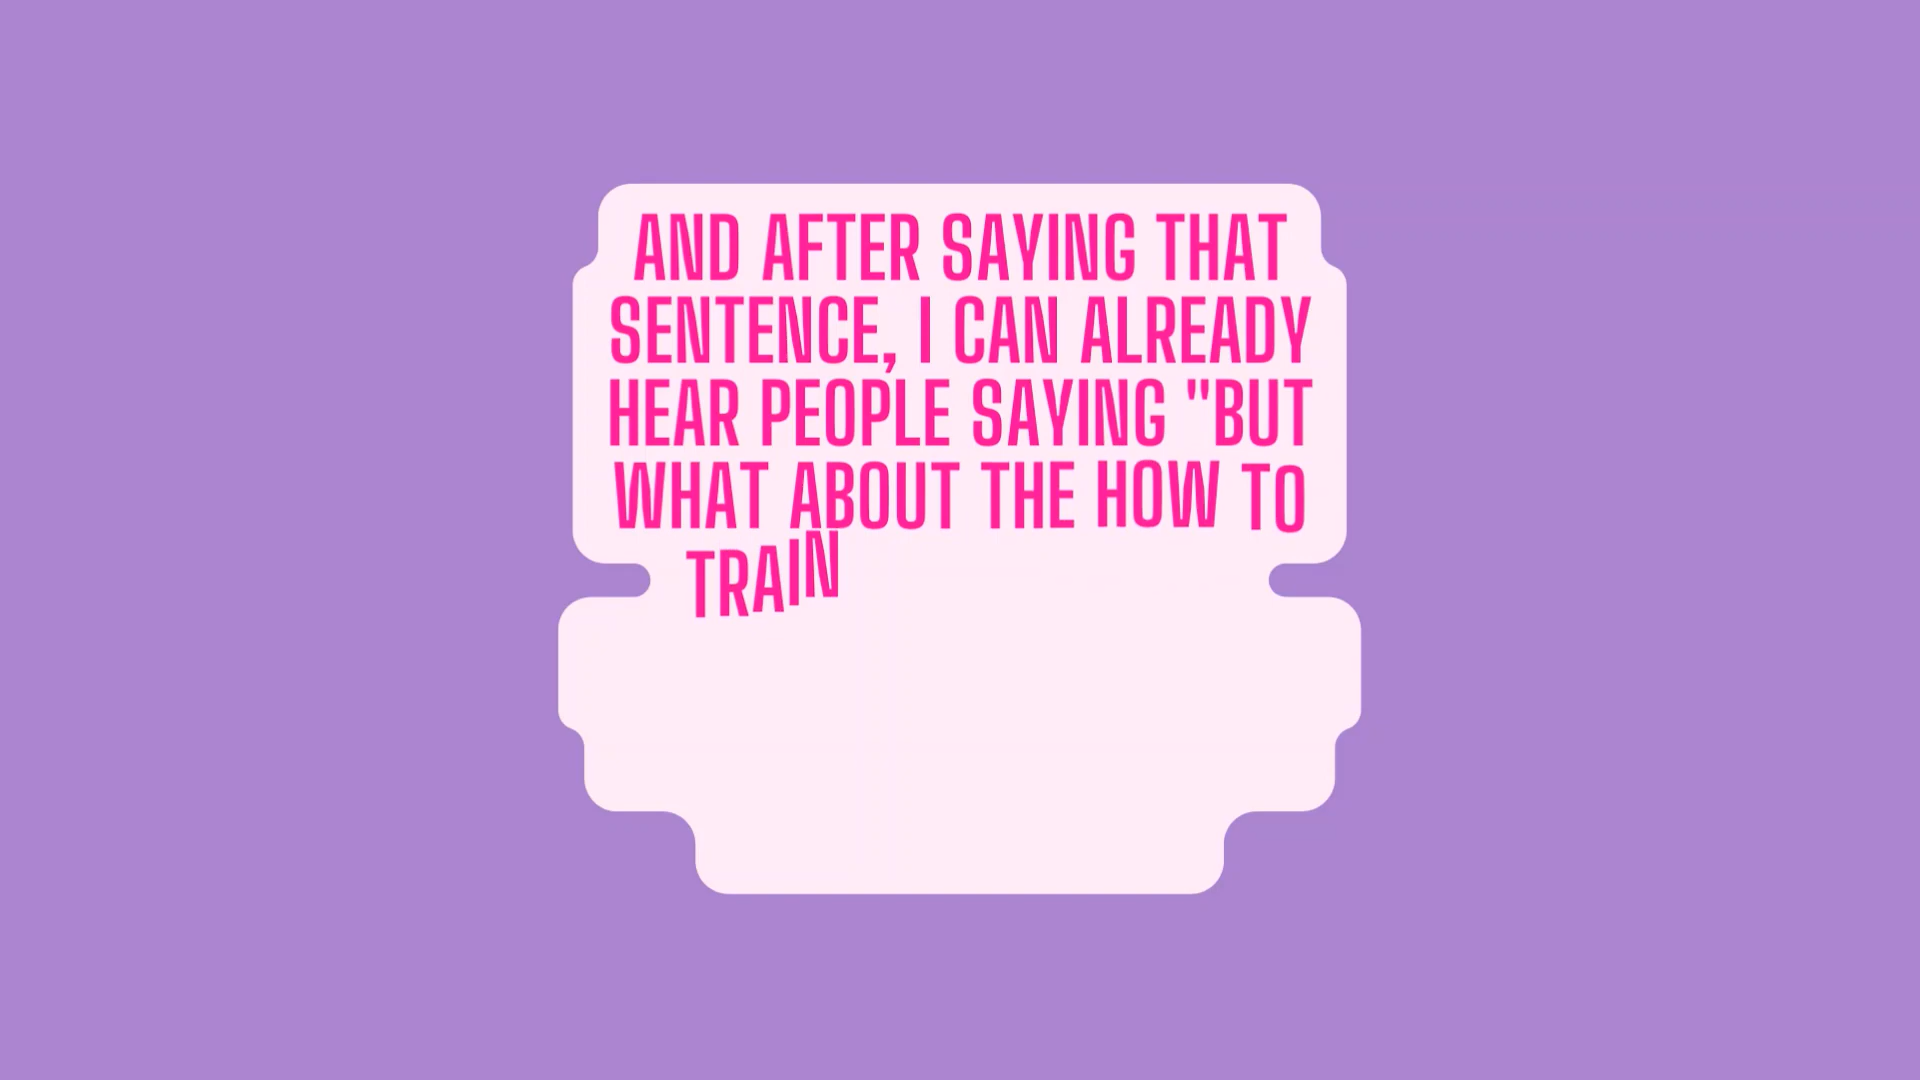 AND AFTER SAYING THAT
SENTENCE, I CAN ALREADY
HEAR PEOPLE SAYING "BUT
WHAT ABOUT THE HOW TO
TRAIN